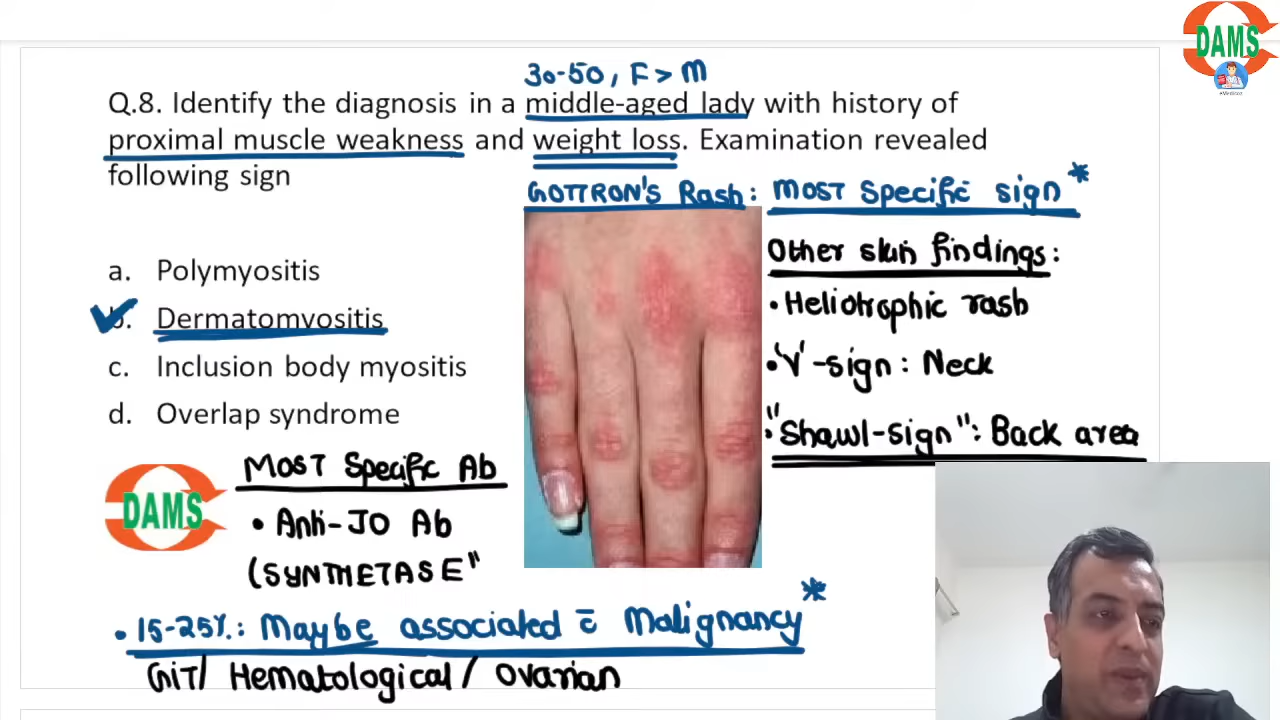 DAMS
eMedicoz
30-50, F > M
Q.8. Identify the diagnosis in a middle-aged lady with history of
proximal muscle weakness and weight loss. Examination revealed
following sign
GOTTRON'S Rash: MOST Specific sign*
Other skin findings:
• Heliotrophic rash
• 'V'-sign: Neck
• "Shawl-sign": Back area
a. Polymyositis
b. Dermatomyositis
c. Inclusion body myositis
d. Overlap syndrome
DAMS
MOST Specific Ab
• Anti-JO Ab
(SYNTHETASE"
• 15-25%: Maybe associated c̄ Malignancy*
GIT/ Hematological/ Ovarian